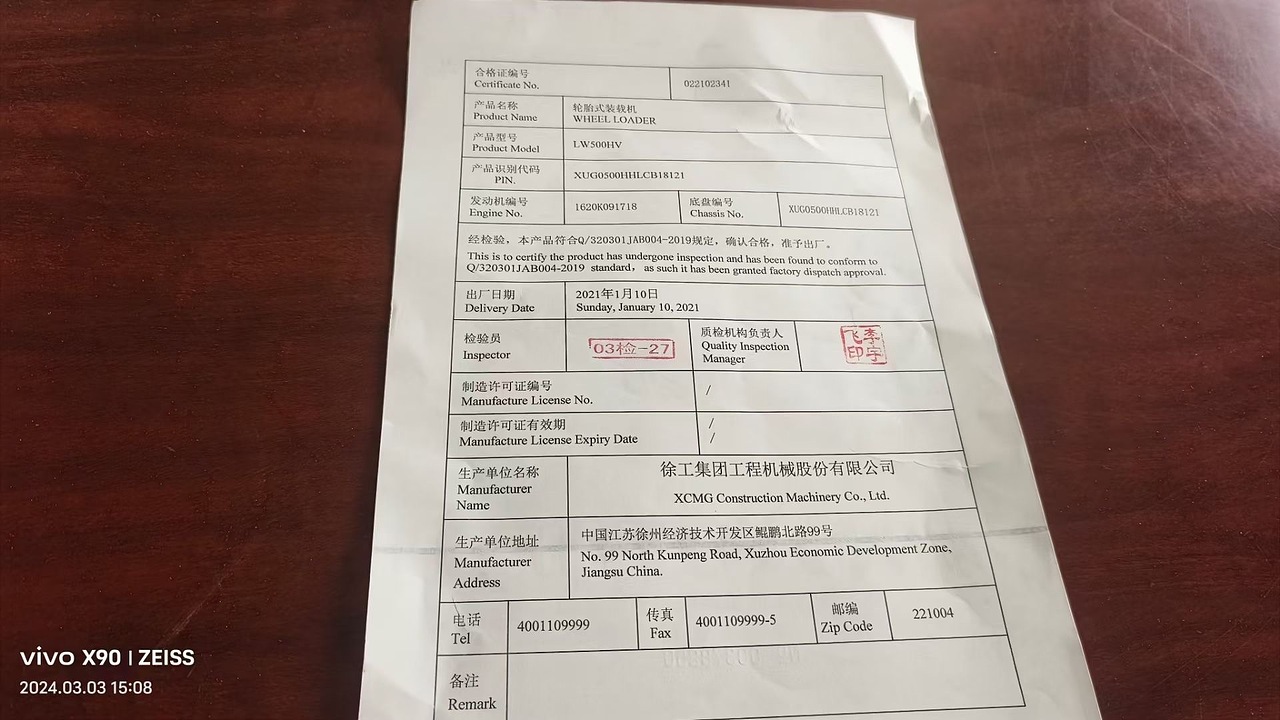 合格证编号
Certificate No.
022102341
产品名称
Product Name
轮胎式装载机
WHEEL LOADER
产品型号
Product Model
LW500HV
产品识别代码
PIN.
XUG0500HHLCB18121
发动机编号
Engine No.
1620K091718
底盘编号
Chassis No.
XUG0500HHLCB18121
经检验，本产品符合Q/320301JAB004-2019规定，确认合格，准予出厂。
This is to certify the product has undergone inspection and has been found to conform to
Q/320301JAB004-2019 standard, as such it has been granted factory dispatch approval.
出厂日期
Delivery Date
2021年1月10日
Sunday, January 10, 2021
检验员
Inspector
03检-27
质检机构负责人
Quality Inspection
Manager
李宇
飞印
制造许可证编号
Manufacture License No.
/
制造许可证有效期
Manufacture License Expiry Date
/
/
生产单位名称
Manufacturer
Name
徐工集团工程机械股份有限公司
XCMG Construction Machinery Co., Ltd.
生产单位地址
Manufacturer
Address
中国江苏徐州经济技术开发区鲲鹏北路99号
No. 99 North Kunpeng Road, Xuzhou Economic Development Zone,
Jiangsu China.
电话
Tel
4001109999
传真
Fax
4001109999-5
邮编
Zip Code
221004
备注
Remark
vivo X90 | ZEISS
2024.03.03 15:08